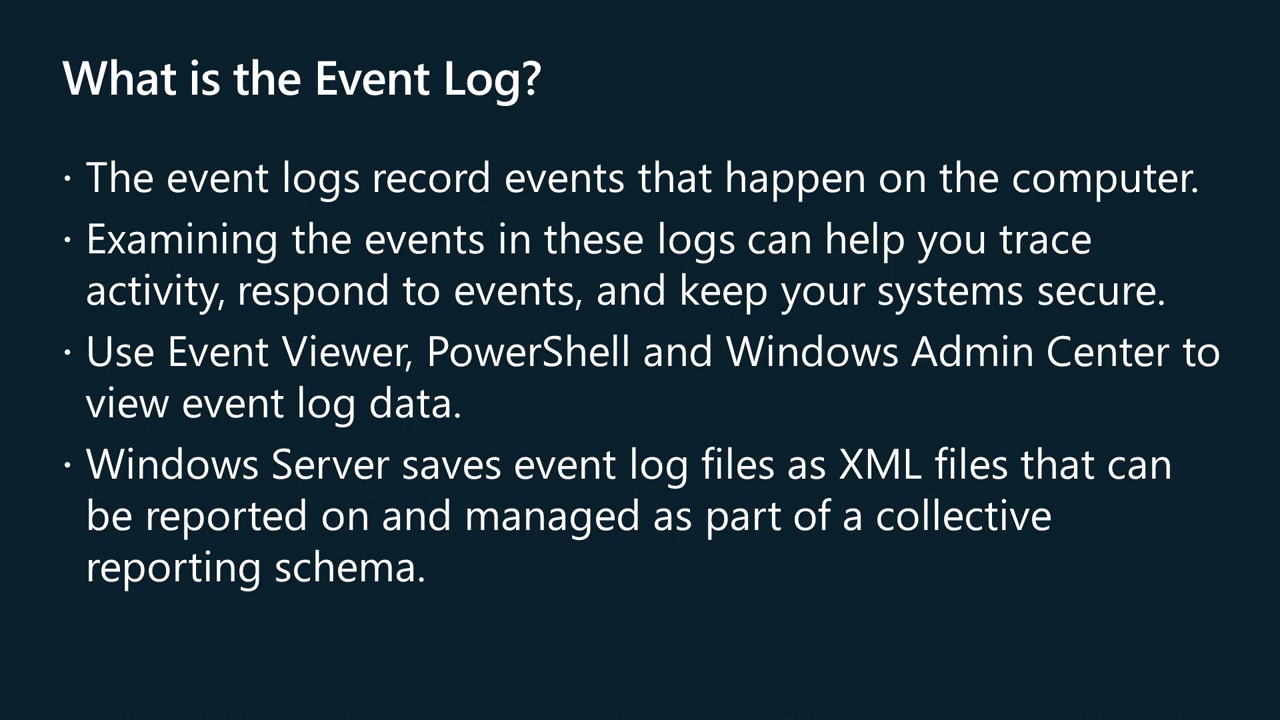 What is the Event Log?
· The event logs record events that happen on the computer.
· Examining the events in these logs can help you trace
activity, respond to events, and keep your systems secure.
· Use Event Viewer, PowerShell and Windows Admin Center to
view event log data.
· Windows Server saves event log files as XML files that can
be reported on and managed as part of a collective
reporting schema.